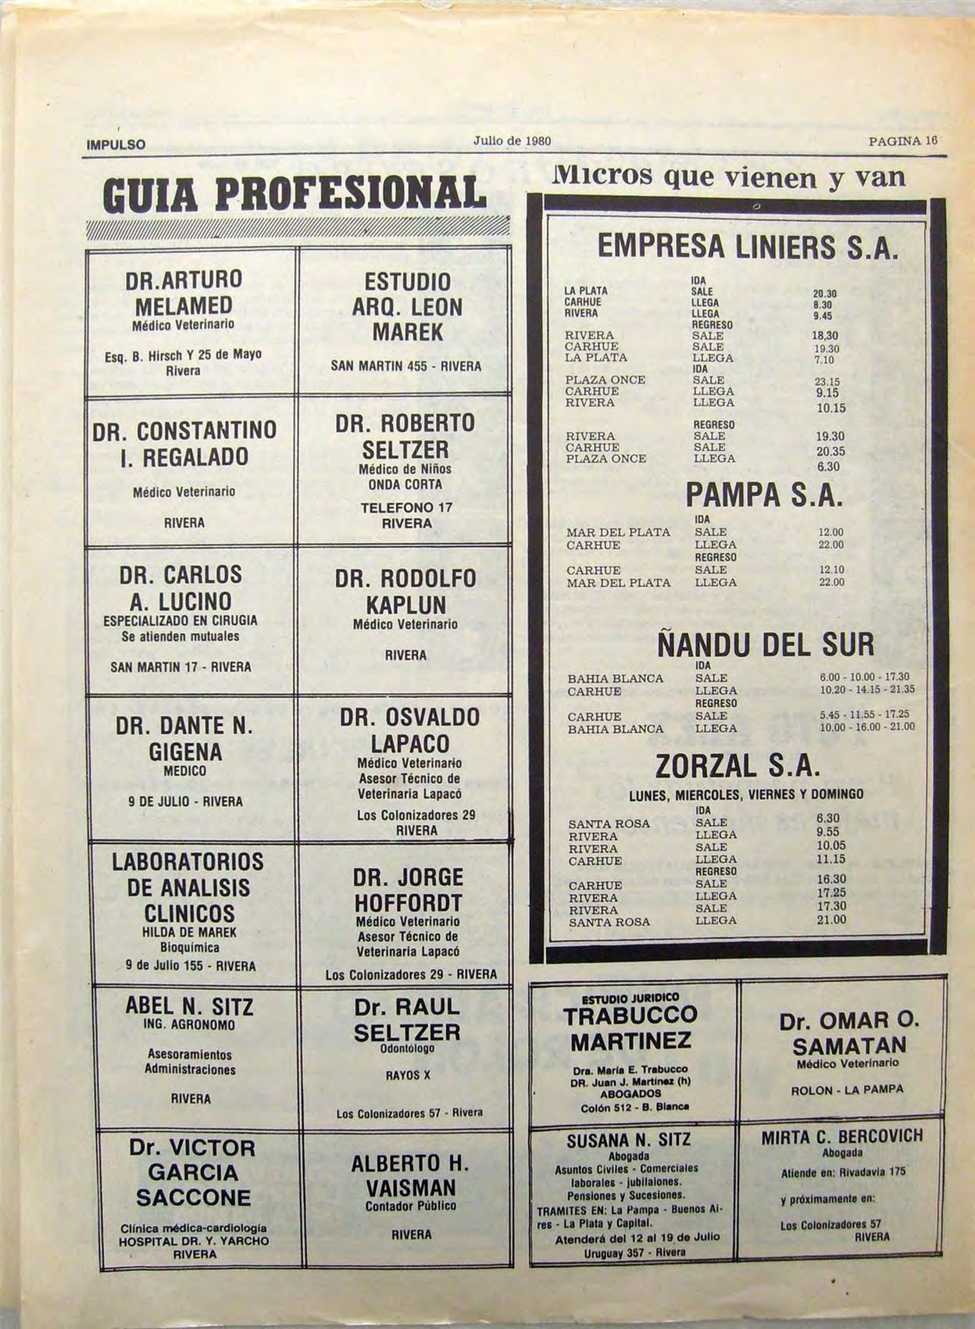 IMPULSO
Julio de 1980
PAGINA 16
GUIA PROFESIONAL
DR.ARTURO
MELAMED
Médico Veterinario
Esq. B. Hirsch Y 25 de Mayo
Rivera
ESTUDIO
ARQ. LEON
MAREK
SAN MARTIN 455 - RIVERA
DR. CONSTANTINO
I. REGALADO
Médico Veterinario
RIVERA
DR. ROBERTO
SELTZER
Médico de Niños
ONDA CORTA
TELEFONO 17
RIVERA
DR. CARLOS
A. LUCINO
ESPECIALIZADO EN CIRUGIA
Se atienden mutuales
SAN MARTIN 17 - RIVERA
DR. RODOLFO
KAPLUN
Médico Veterinario
RIVERA
DR. DANTE N.
GIGENA
MEDICO
9 DE JULIO - RIVERA
DR. OSVALDO
LAPACO
Médico Veterinario
Asesor Técnico de
Veterinaria Lapacó
Los Colonizadores 29
RIVERA
LABORATORIOS
DE ANALISIS
CLINICOS
HILDA DE MAREK
Bioquímica
9 de Julio 155 - RIVERA
DR. JORGE
HOFFORDT
Médico Veterinario
Asesor Técnico de
Veterinaria Lapacó
Los Colonizadores 29 - RIVERA
ABEL N. SITZ
ING. AGRONOMO
Asesoramientos
Administraciones
RIVERA
Dr. RAUL
SELTZER
Odontólogo
RAYOS X
Los Colonizadores 57 - Rivera
Dr. VICTOR
GARCIA
SACCONE
Clínica médica-cardiología
HOSPITAL DR. Y. YARCHO
RIVERA
ALBERTO H.
VAISMAN
Contador Público
RIVERA
Micros que vienen y van
EMPRESA LINIERS S.A.
IDA
LA PLATA SALE 20.30
CARHUE LLEGA 8.30
RIVERA LLEGA 9.45
REGRESO
RIVERA SALE 18,30
CARHUE SALE 19.30
LA PLATA LLEGA 7.10
IDA
PLAZA ONCE SALE 23.15
CARHUE LLEGA 9.15
RIVERA LLEGA 10.15
REGRESO
RIVERA SALE 19.30
CARHUE SALE 20.35
PLAZA ONCE LLEGA 6.30
PAMPA S.A.
IDA
MAR DEL PLATA SALE 12.00
CARHUE LLEGA 22.00
REGRESO
CARHUE SALE 12.10
MAR DEL PLATA LLEGA 22.00
ÑANDU DEL SUR
IDA
BAHIA BLANCA SALE 6.00 - 10.00 - 17.30
CARHUE LLEGA 10.20 - 14.15 - 21.35
REGRESO
CARHUE SALE 5.45 - 11.55 - 17.25
BAHIA BLANCA LLEGA 10.00 - 16.00 - 21.00
ZORZAL S.A.
LUNES, MIERCOLES, VIERNES Y DOMINGO
IDA
SANTA ROSA SALE 6.30
RIVERA LLEGA 9.55
RIVERA SALE 10.05
CARHUE LLEGA 11.15
REGRESO
CARHUE SALE 16.30
RIVERA LLEGA 17.25
RIVERA SALE 17.30
SANTA ROSA LLEGA 21.00
ESTUDIO JURIDICO
TRABUCCO
MARTINEZ
Dra. María E. Trabucco
DR. Juan J. Martínez (h)
ABOGADOS
Colón 512 - B. Blanca
Dr. OMAR O.
SAMATAN
Médico Veterinario
ROLON - LA PAMPA
SUSANA N. SITZ
Abogada
Asuntos Civiles - Comerciales
laborales - jubilaiones.
Pensiones y Sucesiones.
TRAMITES EN: La Pampa - Buenos Ai-
res - La Plata y Capital.
Atenderá del 12 al 19 de Julio
Uruguay 357 - Rivera
MIRTA C. BERCOVICH
Abogada
Atiende en: Rivadavia 175
y próximamente en:
Los Colonizadores 57
RIVERA